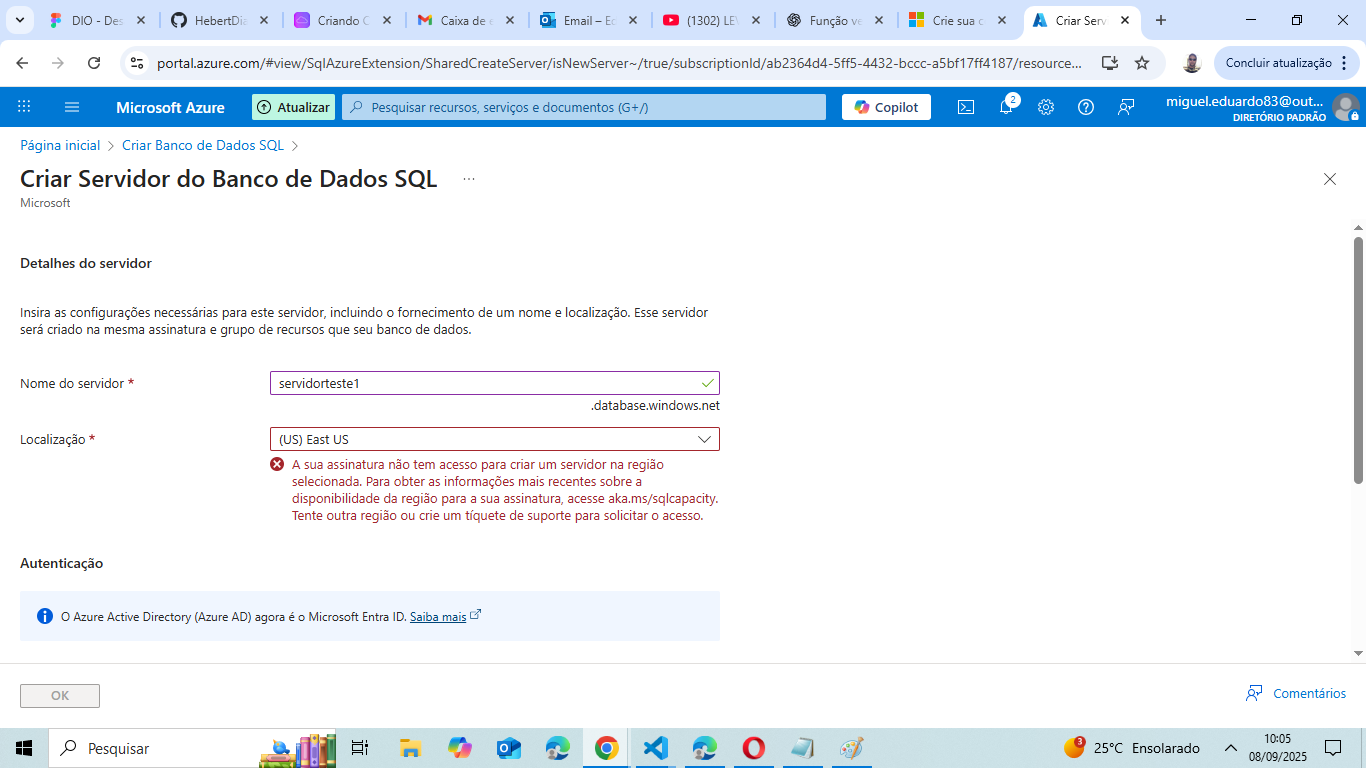 DIO - Des
HebertDia
Criando C
Caixa de e
Email – Ed
(1302) LEV
Função ve
Crie sua c
Criar Serv
portal.azure.com/#view/SqlAzureExtension/SharedCreateServer/isNewServer~/true/subscriptionId/ab2364d4-5ff5-4432-bccc-a5bf17ff4187/resource...
Concluir atualização
Microsoft Azure
Atualizar
Pesquisar recursos, serviços e documentos (G+/)
Copilot
2
miguel.eduardo83@out...
DIRETÓRIO PADRÃO
Página inicial > Criar Banco de Dados SQL >
Criar Servidor do Banco de Dados SQL ...
Microsoft
Detalhes do servidor
Insira as configurações necessárias para este servidor, incluindo o fornecimento de um nome e localização. Esse servidor
será criado na mesma assinatura e grupo de recursos que seu banco de dados.
Nome do servidor *
servidorteste1
.database.windows.net
Localização *
(US) East US
A sua assinatura não tem acesso para criar um servidor na região
selecionada. Para obter as informações mais recentes sobre a
disponibilidade da região para a sua assinatura, acesse aka.ms/sqlcapacity.
Tente outra região ou crie um tíquete de suporte para solicitar o acesso.
Autenticação
O Azure Active Directory (Azure AD) agora é o Microsoft Entra ID. Saiba mais
OK
Comentários
Pesquisar
3
25°C Ensolarado
10:05
08/09/2025